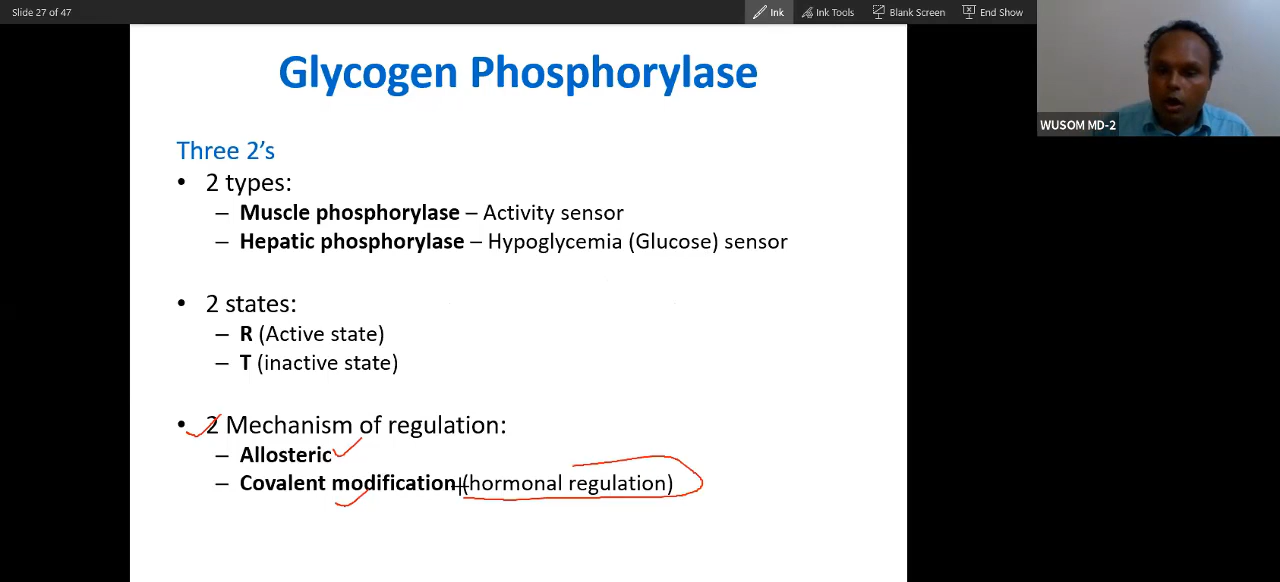 Slide 27 of 47
Ink
Ink Tools
Blank Screen
End Show
WUSOM MD-2
Glycogen Phosphorylase
Three 2's
• 2 types:
– Muscle phosphorylase – Activity sensor
– Hepatic phosphorylase – Hypoglycemia (Glucose) sensor
• 2 states:
– R (Active state)
– T (inactive state)
• 2 Mechanism of regulation:
– Allosteric
– Covalent modification (hormonal regulation)